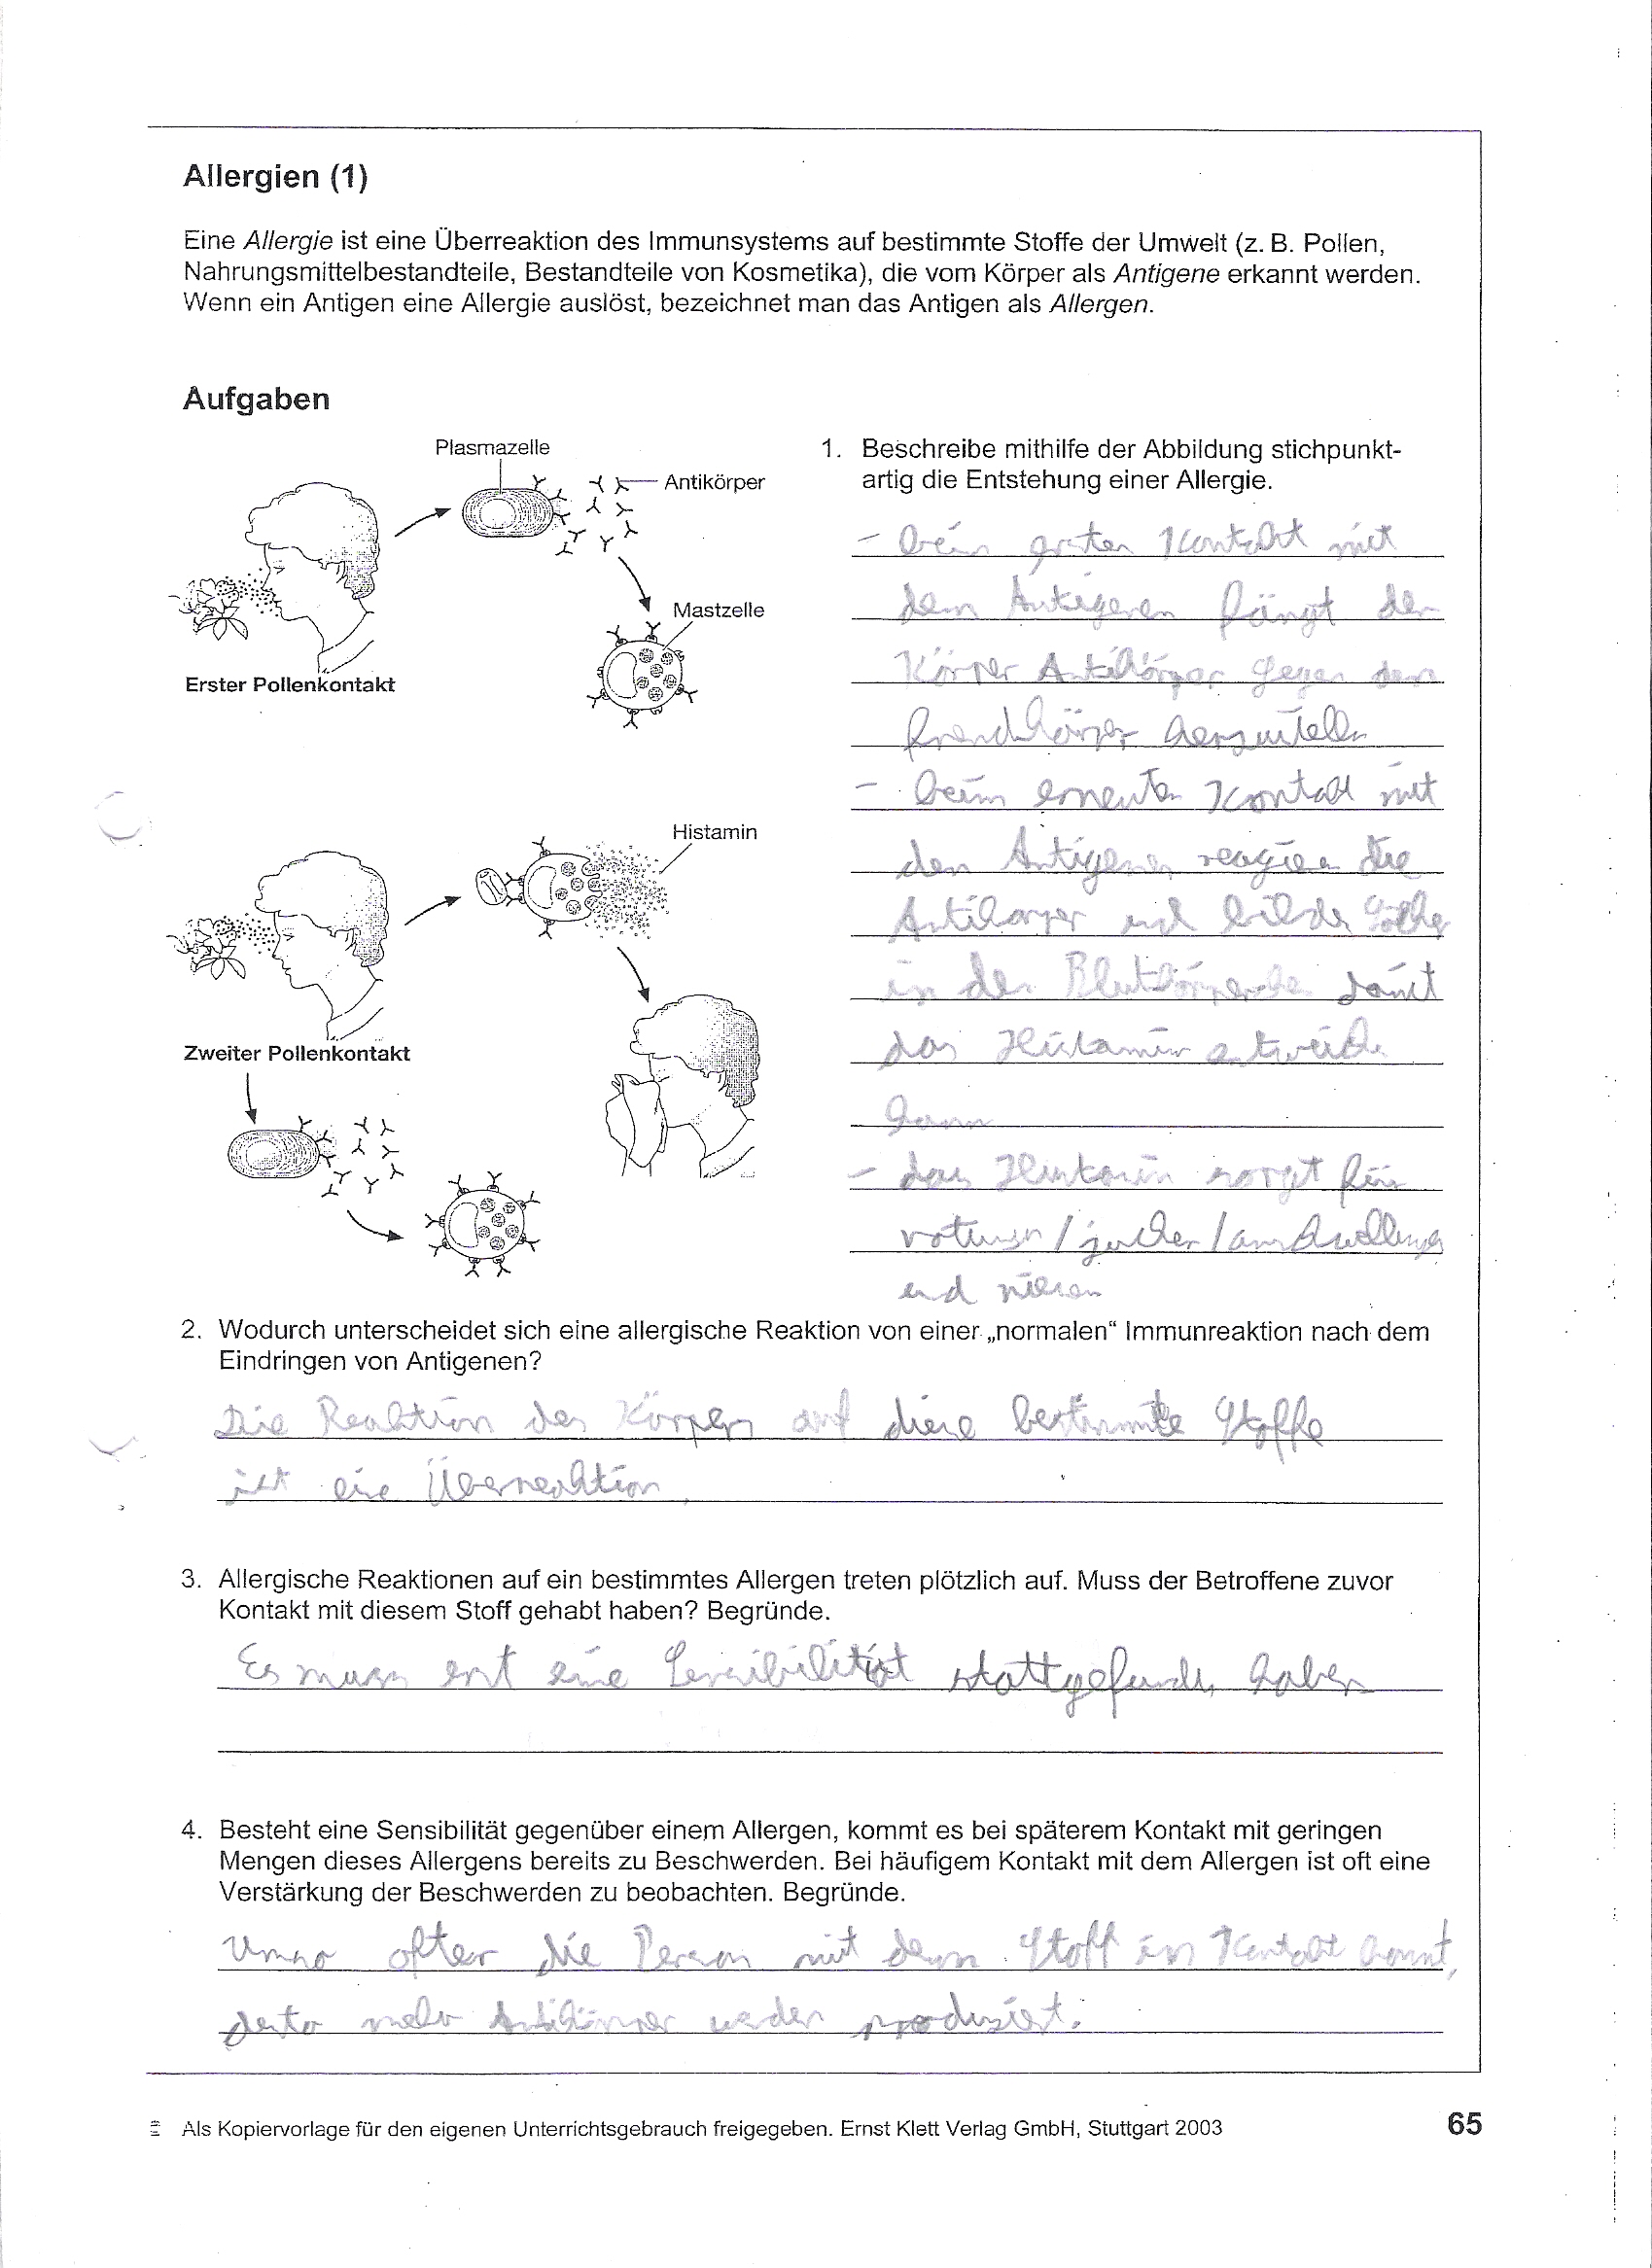 Allergien (1)
Eine Allergie ist eine Überreaktion des Immunsystems auf bestimmte Stoffe der Umwelt (z. B. Pollen,
Nahrungsmittelbestandteile, Bestandteile von Kosmetika), die vom Körper als Antigene erkannt werden.
Wenn ein Antigen eine Allergie auslöst, bezeichnet man das Antigen als Allergen.
Aufgaben
Plasmazelle
Antikörper
Mastzelle
Erster Pollenkontakt
Histamin
Zweiter Pollenkontakt
1. Beschreibe mithilfe der Abbildung stichpunkt-
artig die Entstehung einer Allergie.
- beim ersten Kontakt mit
dem Antigenen fängt der
Körper Antikörper gegen den
fremdkörper herzustellen
- beim erneuten Kontakt mit
den Antigenen reagieren die
Antikörper und bilden
in den Blutkörperchen damit
das Histamin entweichen
kann
- das Histamin sorgt für
rötungen / jucken / anschwellungen
und niesen
2. Wodurch unterscheidet sich eine allergische Reaktion von einer „normalen“ Immunreaktion nach dem
Eindringen von Antigenen?
Die Reaktion des Körpers auf diese bestimmte Stoffe
ist eine Überreaktion
3. Allergische Reaktionen auf ein bestimmtes Allergen treten plötzlich auf. Muss der Betroffene zuvor
Kontakt mit diesem Stoff gehabt haben? Begründe.
Es muss erst eine Sensibilität stattgefunden haben
4. Besteht eine Sensibilität gegenüber einem Allergen, kommt es bei späterem Kontakt mit geringen
Mengen dieses Allergens bereits zu Beschwerden. Bei häufigem Kontakt mit dem Allergen ist oft eine
Verstärkung der Beschwerden zu beobachten. Begründe.
Umso öfter die Person mit dem Stoff in Kontakt kommt,
desto mehr Antikörper werden produziert.
Als Kopiervorlage für den eigenen Unterrichtsgebrauch freigegeben. Ernst Klett Verlag GmbH, Stuttgart 2003
65